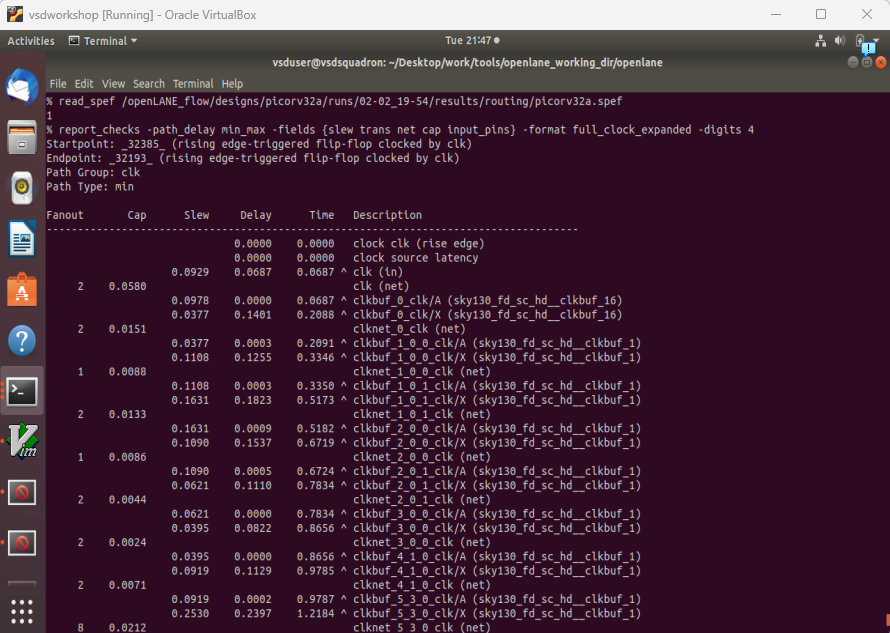 vsdworkshop [Running] - Oracle VirtualBox
Activities Terminal Tue 21:47
vsduser@vsdsquadron: ~/Desktop/work/tools/openlane_working_dir/openlane
File Edit View Search Terminal Help
% read_spef /openLANE_flow/designs/picorv32a/runs/02-02_19-54/results/routing/picorv32a.spef
1
% report_checks -path_delay min_max -fields {slew trans net cap input_pins} -format full_clock_expanded -digits 4
Startpoint: _32385_ (rising edge-triggered flip-flop clocked by clk)
Endpoint: _32193_ (rising edge-triggered flip-flop clocked by clk)
Path Group: clk
Path Type: min
Fanout Cap Slew Delay Time Description
-------------------------------------------------------------------------------------
0.0000 0.0000 clock clk (rise edge)
0.0000 0.0000 clock source latency
0.0929 0.0687 0.0687 ^ clk (in)
2 0.0580 clk (net)
0.0978 0.0000 0.0687 ^ clkbuf_0_clk/A (sky130_fd_sc_hd__clkbuf_16)
0.0377 0.1401 0.2088 ^ clkbuf_0_clk/X (sky130_fd_sc_hd__clkbuf_16)
2 0.0151 clknet_0_clk (net)
0.0377 0.0003 0.2091 ^ clkbuf_1_0_0_clk/A (sky130_fd_sc_hd__clkbuf_1)
0.1108 0.1255 0.3346 ^ clkbuf_1_0_0_clk/X (sky130_fd_sc_hd__clkbuf_1)
1 0.0088 clknet_1_0_0_clk (net)
0.1108 0.0003 0.3350 ^ clkbuf_1_0_1_clk/A (sky130_fd_sc_hd__clkbuf_1)
0.1631 0.1823 0.5173 ^ clkbuf_1_0_1_clk/X (sky130_fd_sc_hd__clkbuf_1)
2 0.0133 clknet_1_0_1_clk (net)
0.1631 0.0009 0.5182 ^ clkbuf_2_0_0_clk/A (sky130_fd_sc_hd__clkbuf_1)
0.1090 0.1537 0.6719 ^ clkbuf_2_0_0_clk/X (sky130_fd_sc_hd__clkbuf_1)
1 0.0086 clknet_2_0_0_clk (net)
0.1090 0.0005 0.6724 ^ clkbuf_2_0_1_clk/A (sky130_fd_sc_hd__clkbuf_1)
0.0621 0.1110 0.7834 ^ clkbuf_2_0_1_clk/X (sky130_fd_sc_hd__clkbuf_1)
2 0.0044 clknet_2_0_1_clk (net)
0.0621 0.0000 0.7834 ^ clkbuf_3_0_0_clk/A (sky130_fd_sc_hd__clkbuf_1)
0.0395 0.0822 0.8656 ^ clkbuf_3_0_0_clk/X (sky130_fd_sc_hd__clkbuf_1)
2 0.0024 clknet_3_0_0_clk (net)
0.0395 0.0000 0.8656 ^ clkbuf_4_1_0_clk/A (sky130_fd_sc_hd__clkbuf_1)
0.0919 0.1129 0.9785 ^ clkbuf_4_1_0_clk/X (sky130_fd_sc_hd__clkbuf_1)
2 0.0071 clknet_4_1_0_clk (net)
0.0919 0.0002 0.9787 ^ clkbuf_5_3_0_clk/A (sky130_fd_sc_hd__clkbuf_1)
0.2530 0.2397 1.2184 ^ clkbuf_5_3_0_clk/X (sky130_fd_sc_hd__clkbuf_1)
8 0.0212 clknet_5_3_0_clk (net)